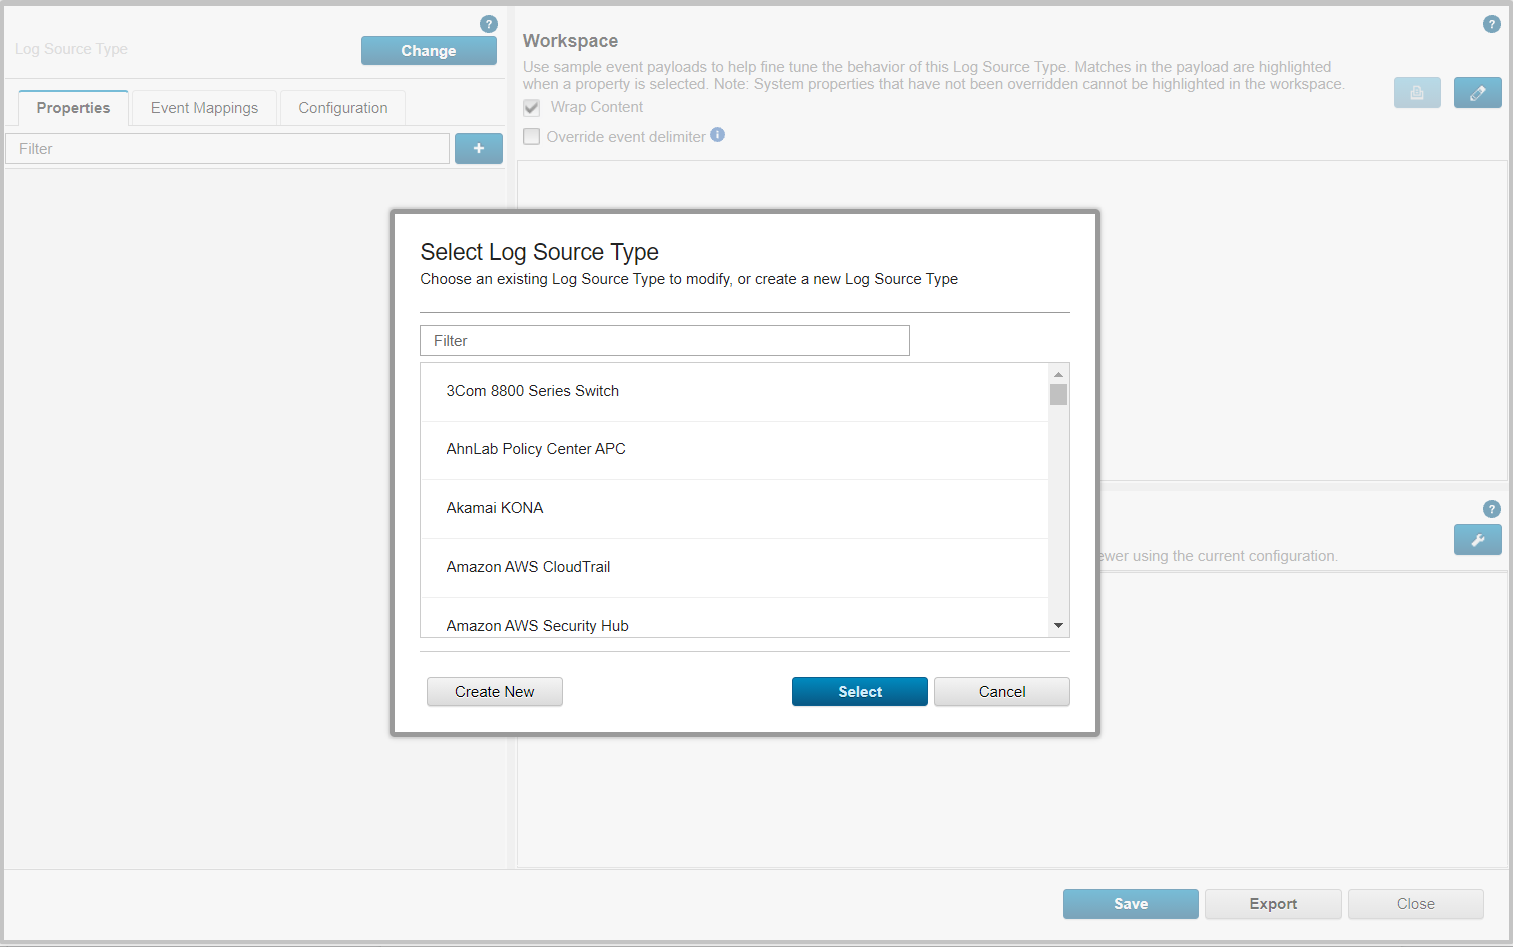 Log Source Type
?
Change
Properties
Event Mappings
Configuration
Filter
+
Workspace
?
Use sample event payloads to help fine tune the behavior of this Log Source Type. Matches in the payload are highlighted
when a property is selected. Note: System properties that have not been overridden cannot be highlighted in the workspace.
Wrap Content
Override event delimiter
i
Select Log Source Type
Choose an existing Log Source Type to modify, or create a new Log Source Type
Filter
3Com 8800 Series Switch
AhnLab Policy Center APC
Akamai KONA
Amazon AWS CloudTrail
Amazon AWS Security Hub
Create New
Select
Cancel
?
ewer using the current configuration.
Save
Export
Close